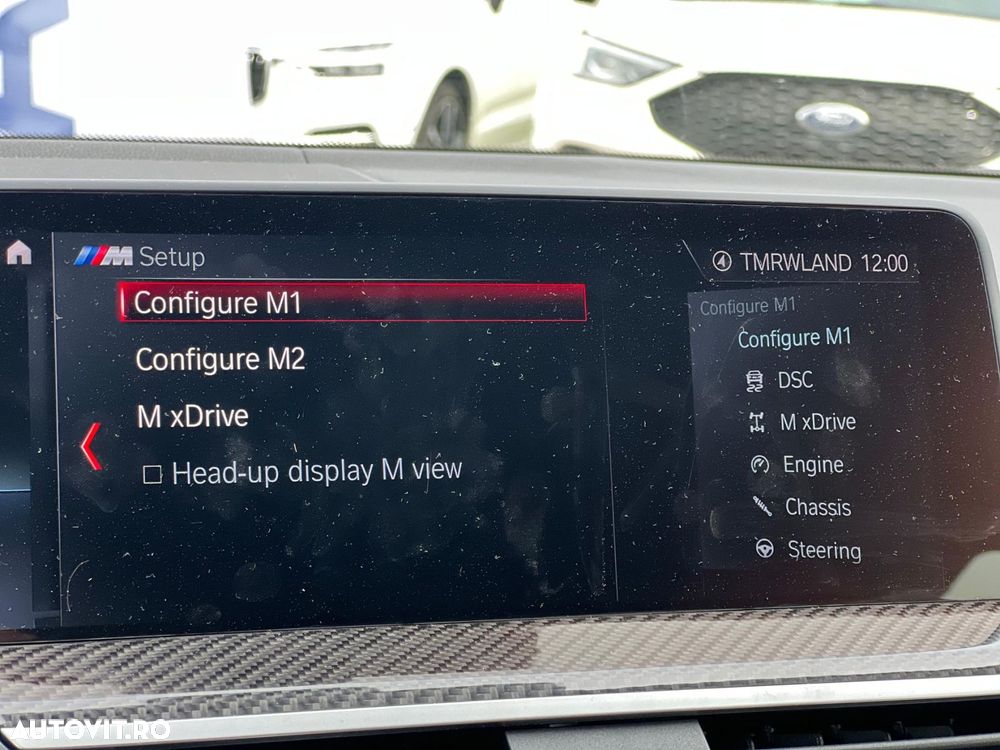 Ford
M Setup
TMRWLAND 12:00
Configure M1
Configure M2
M xDrive
Head-up display M view
Configure M1
Configure M1
DSC
M xDrive
Engine
Chassis
Steering
AUTOVIT.RO